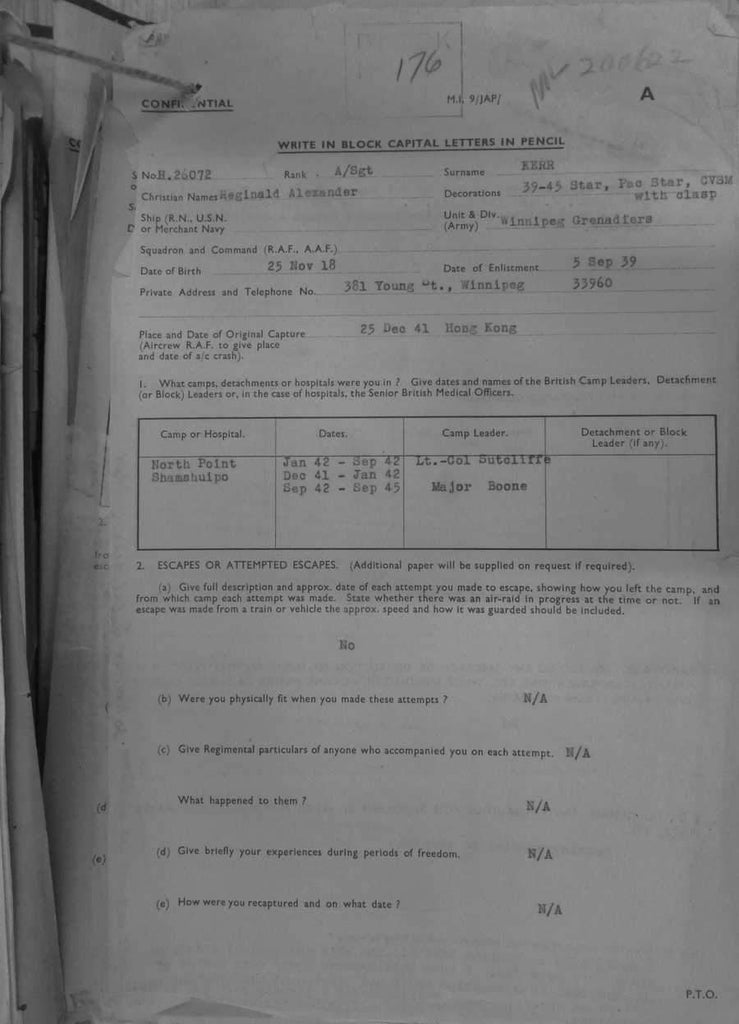 176
CONFIDENTIAL
M.I. 9/JAP/
A
WRITE IN BLOCK CAPITAL LETTERS IN PENCIL
No. H.26072 Rank A/Sgt Surname KERR
Christian Names Reginald Alexander Decorations 39-45 Star, Pac Star, CVSM
with clasp
Ship (R.N., U.S.N.
or Merchant Navy
Unit & Div. Winnipeg Grenadiers
(Army)
Squadron and Command (R.A.F., A.A.F.)
Date of Birth 25 Nov 18 Date of Enlistment 5 Sep 39
Private Address and Telephone No. 381 Young St., Winnipeg 33960
Place and Date of Original Capture 25 Dec 41 Hong Kong
(Aircrew R.A.F. to give place
and date of a/c crash).
1. What camps, detachments or hospitals were you in ? Give dates and names of the British Camp Leaders, Detachment
(or Block) Leaders or, in the case of hospitals, the Senior British Medical Officers.
Camp or Hospital. Dates. Camp Leader. Detachment or Block
Leader (if any).
North Point Jan 42 - Sep 42 Lt.-Col Sutcliffe
Shamshuipo Dec 41 - Jan 42
Sep 42 - Sep 45 Major Boone
2. ESCAPES OR ATTEMPTED ESCAPES. (Additional paper will be supplied on request if required).
(a) Give full description and approx. date of each attempt you made to escape, showing how you left the camp, and
from which camp each attempt was made. State whether there was an air-raid in progress at the time or not. If an
escape was made from a train or vehicle the approx. speed and how it was guarded should be included.
No
(b) Were you physically fit when you made these attempts ? N/A
(c) Give Regimental particulars of anyone who accompanied you on each attempt. N/A
What happened to them ? N/A
(d
(d) Give briefly your experiences during periods of freedom. N/A
(e)
(e) How were you recaptured and on what date ? N/A
P.T.O.